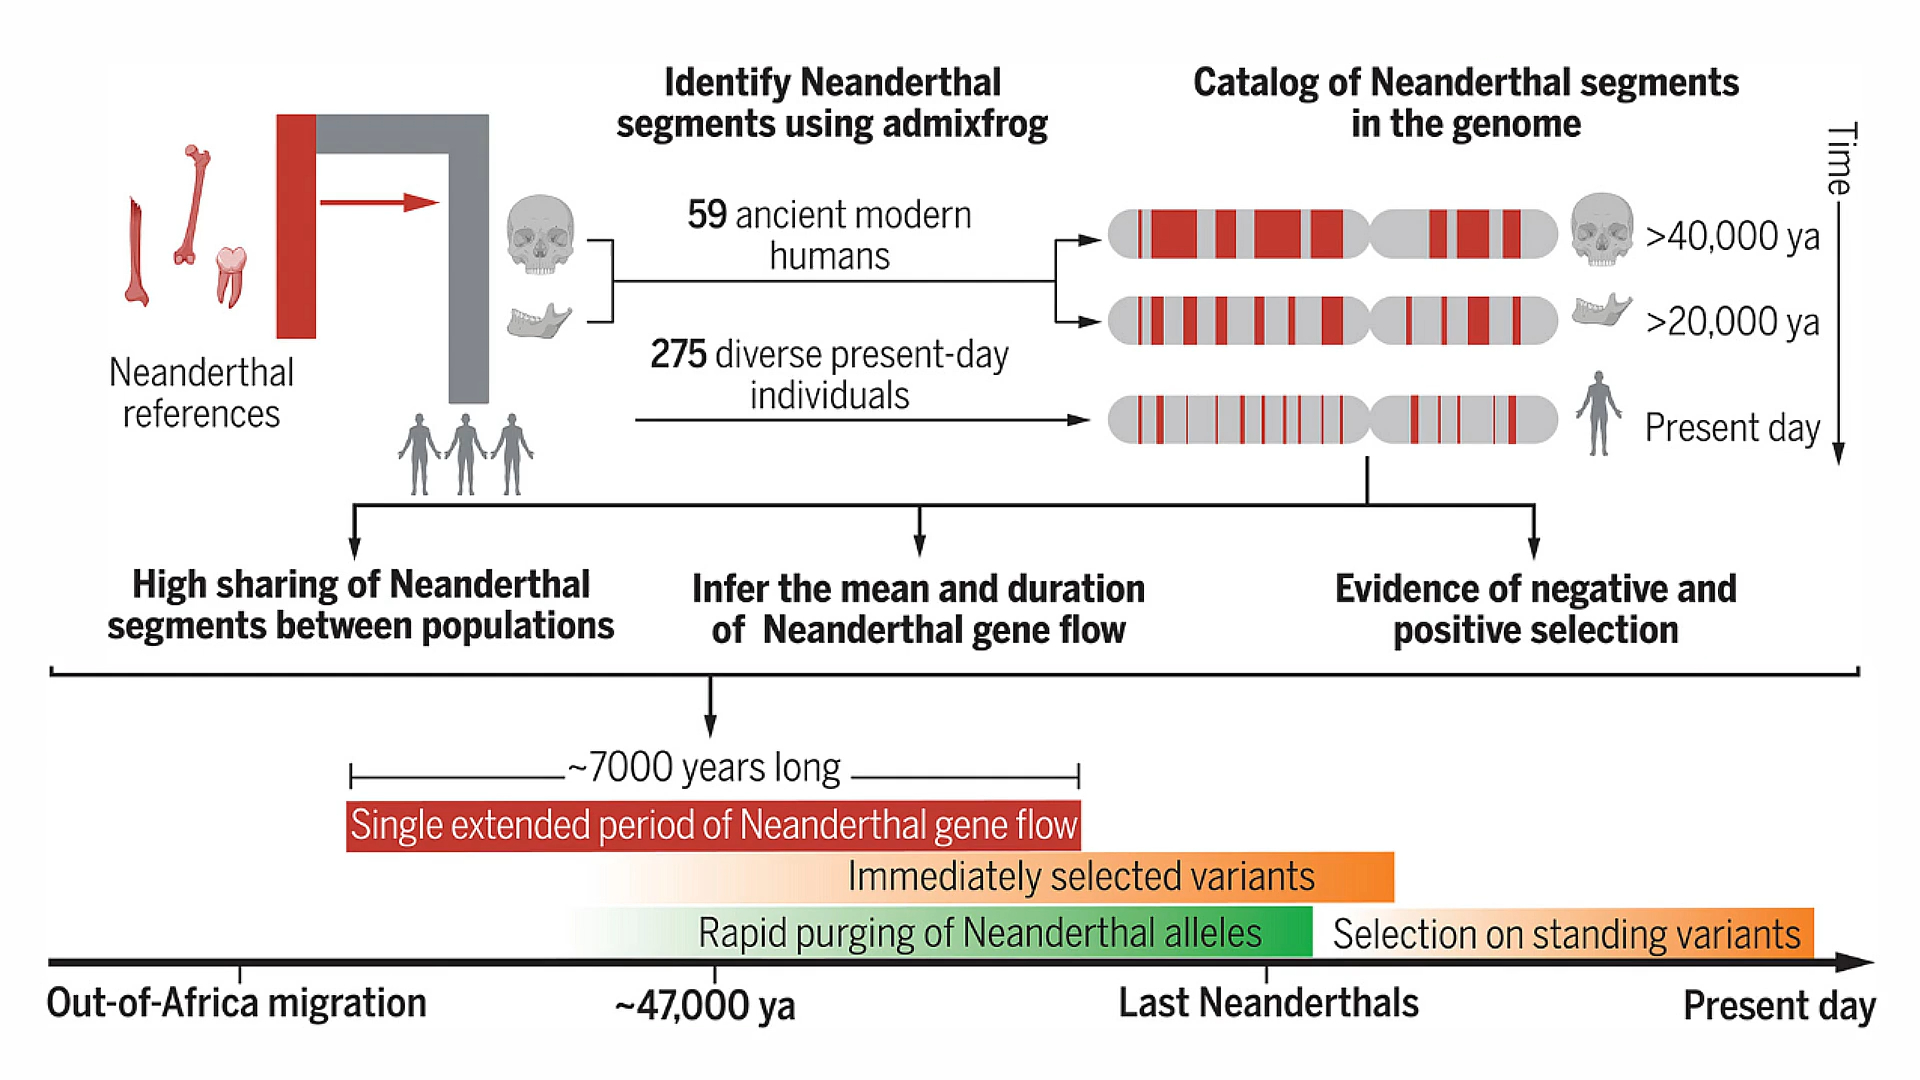 Identify Neanderthal
segments using admixfrog
Catalog of Neanderthal segments
in the genome
Time
Neanderthal
references
59 ancient modern
humans
275 diverse present-day
individuals
>40,000 ya
>20,000 ya
Present day
High sharing of Neanderthal
segments between populations
Infer the mean and duration
of Neanderthal gene flow
Evidence of negative and
positive selection
~7000 years long
Single extended period of Neanderthal gene flow
Immediately selected variants
Rapid purging of Neanderthal alleles
Selection on standing variants
Out-of-Africa migration
~47,000 ya
Last Neanderthals
Present day